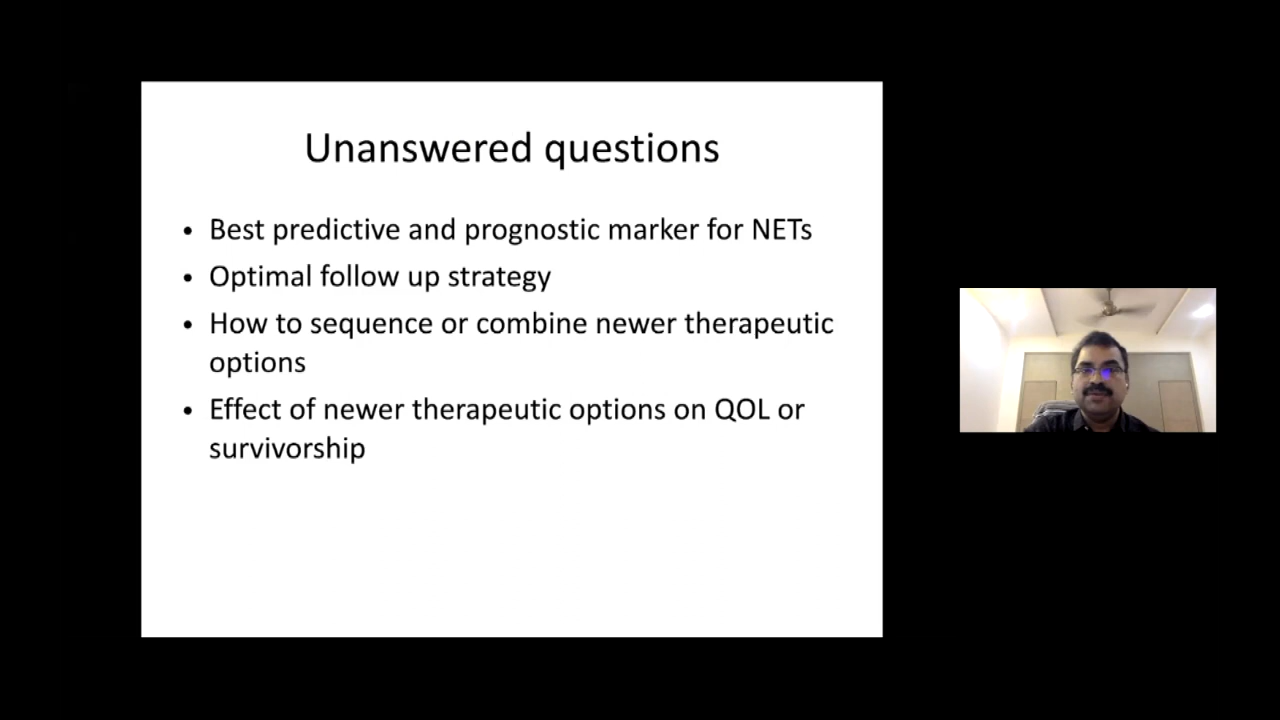 Unanswered questions
• Best predictive and prognostic marker for NETs
• Optimal follow up strategy
• How to sequence or combine newer therapeutic
options
• Effect of newer therapeutic options on QOL or
survivorship